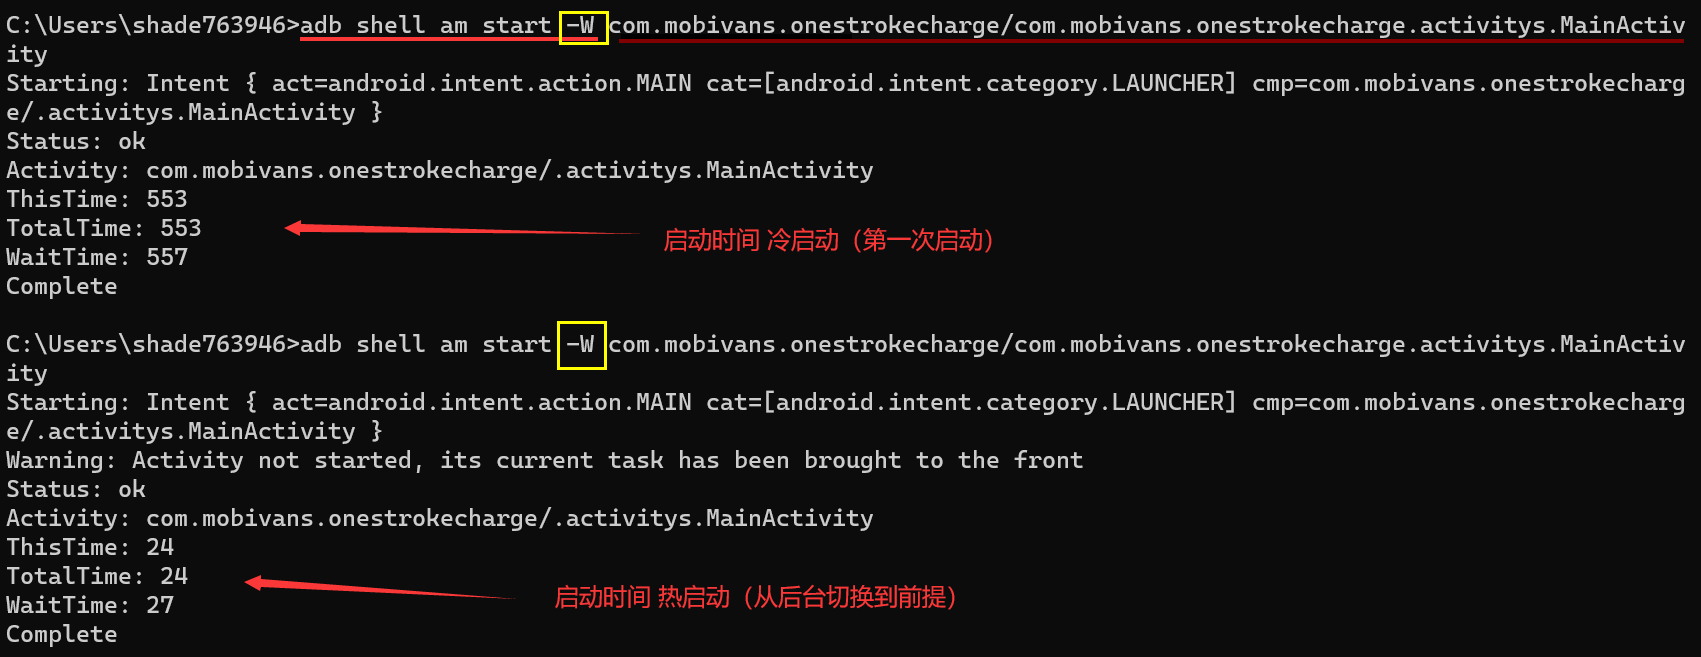 C:\Users\shade763946>adb shell am start -W com.mobivans.onestrokecharge/com.mobivans.onestrokecharge.activitys.MainActiv
ity
Starting: Intent { act=android.intent.action.MAIN cat=[android.intent.category.LAUNCHER] cmp=com.mobivans.onestrokecharg
e/.activitys.MainActivity }
Status: ok
Activity: com.mobivans.onestrokecharge/.activitys.MainActivity
ThisTime: 553
TotalTime: 553
启动时间 冷启动（第一次启动）
WaitTime: 557
Complete
C:\Users\shade763946>adb shell am start -W com.mobivans.onestrokecharge/com.mobivans.onestrokecharge.activitys.MainActiv
ity
Starting: Intent { act=android.intent.action.MAIN cat=[android.intent.category.LAUNCHER] cmp=com.mobivans.onestrokecharg
e/.activitys.MainActivity }
Warning: Activity not started, its current task has been brought to the front
Status: ok
Activity: com.mobivans.onestrokecharge/.activitys.MainActivity
ThisTime: 24
TotalTime: 24
启动时间 热启动（从后台切换到前提）
WaitTime: 27
Complete